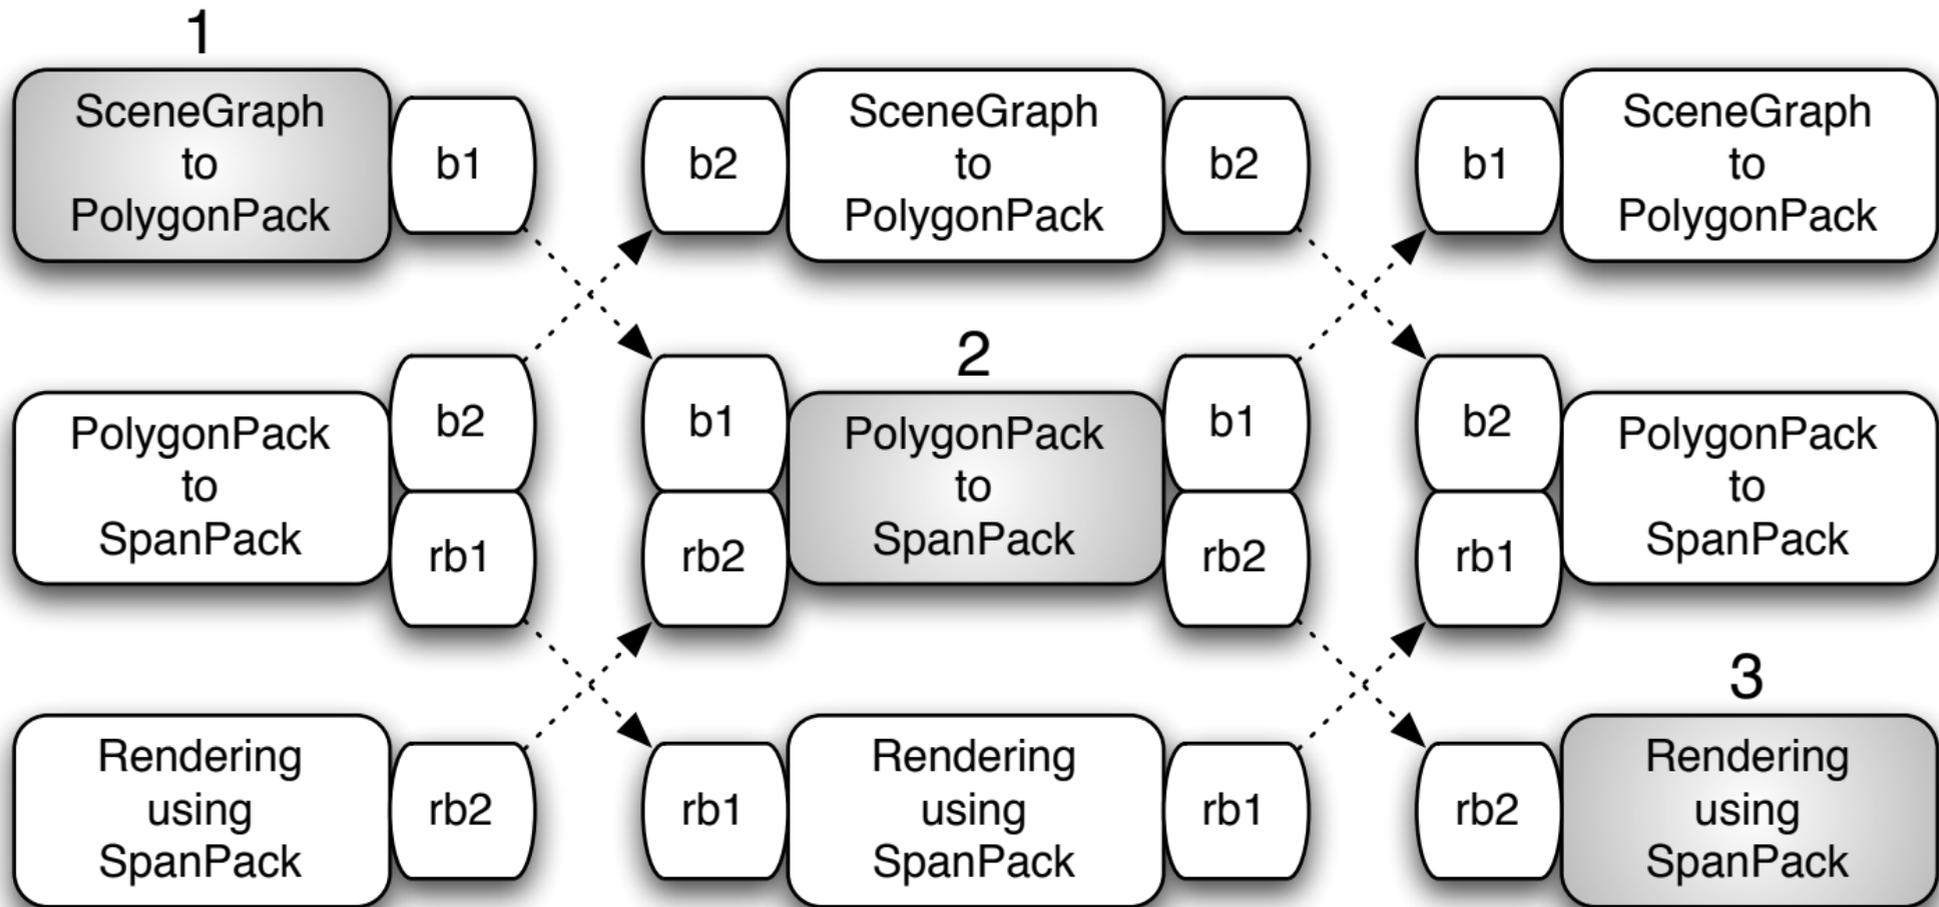 1
SceneGraph
to
PolygonPack
b1
b2
SceneGraph
to
PolygonPack
b2
b1
SceneGraph
to
PolygonPack
PolygonPack
to
SpanPack
b2
rb1
b1
rb2
2
PolygonPack
to
SpanPack
b1
rb2
b2
rb1
PolygonPack
to
SpanPack
Rendering
using
SpanPack
rb2
rb1
Rendering
using
SpanPack
rb1
rb2
3
Rendering
using
SpanPack